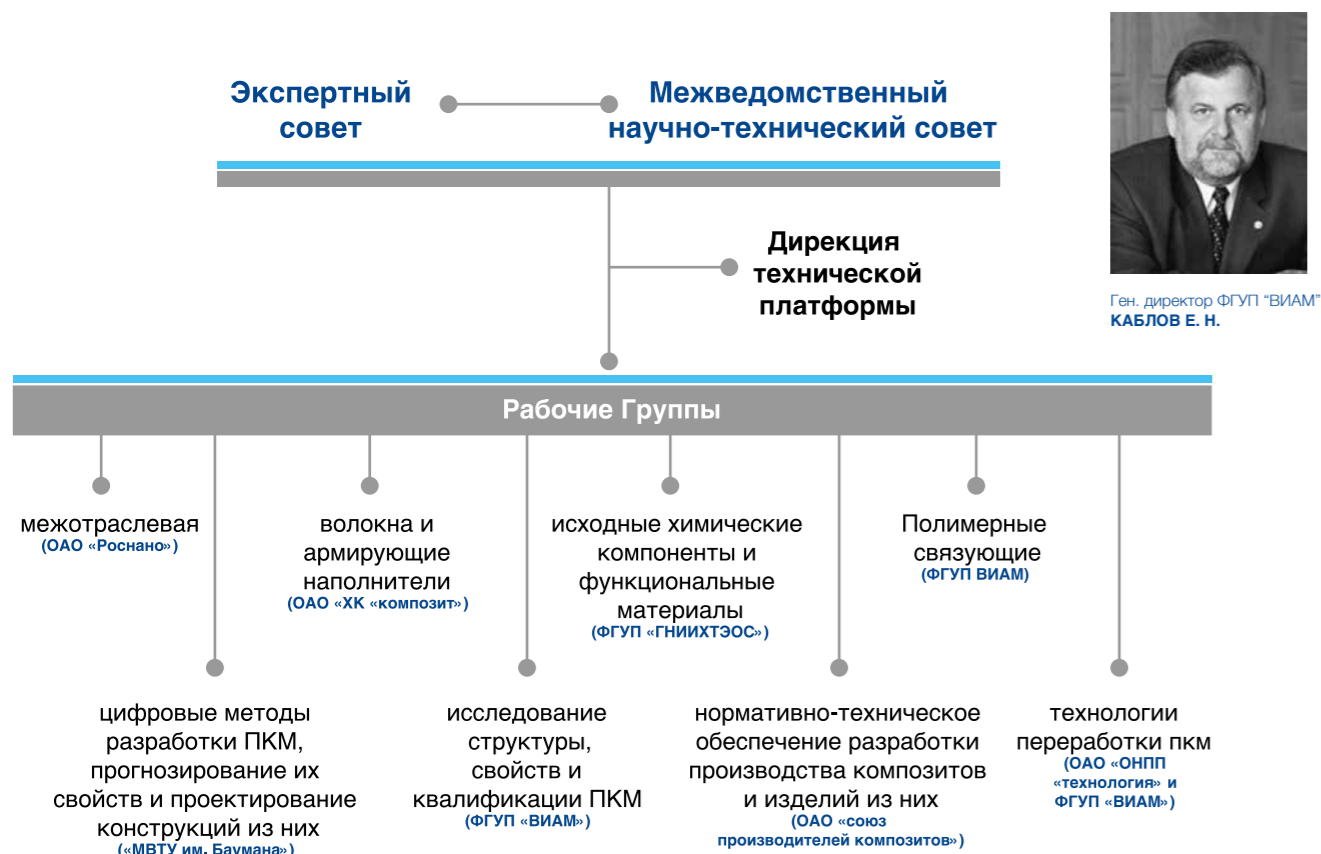 Экспертный
совет
Межведомственный
научно-технический совет
Дирекция
технической
платформы
Ген. директор ФГУП "ВИАМ"
КАБЛОВ Е. Н.
Рабочие Группы
межотраслевая
(ОАО «Роснано»)
волокна и
армирующие
наполнители
(ОАО «ХК «композит»)
исходные химические
компоненты и
функциональные
материалы
(ФГУП «ГНИИХТЭОС»)
Полимерные
связующие
(ФГУП ВИАМ)
цифровые методы
разработки ПКМ,
прогнозирование их
свойств и проектирование
конструкций из них
(«МВТУ им. Баумана»)
исследование
структуры,
свойств и
квалификации ПКМ
(ФГУП «ВИАМ»)
нормативно-техническое
обеспечение разработки
производства композитов
и изделий из них
(ОАО «союз
производителей композитов»)
технологии
переработки пкм
(ОАО «ОНПП
«технология» и
ФГУП «ВИАМ»)